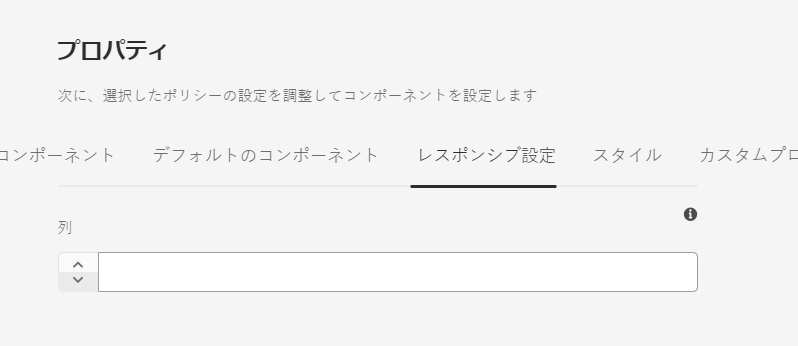 プロパティ
次に、選択したポリシーの設定を調整してコンポーネントを設定します
コンポーネント デフォルトのコンポーネント レスポンシブ設定 スタイル カスタムプロ
列